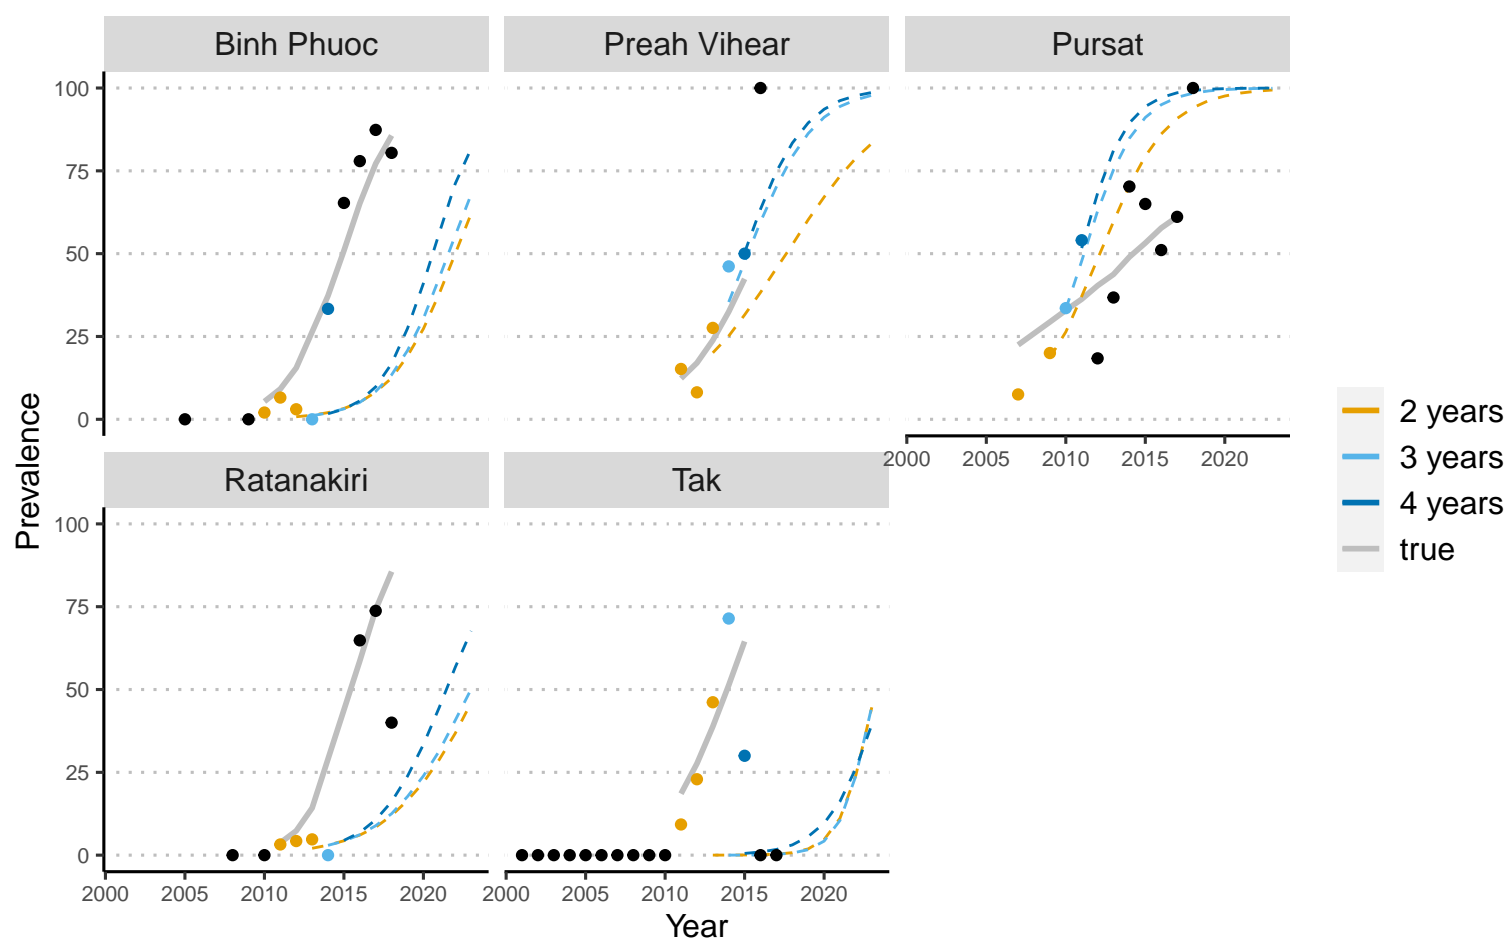 Binh Phuoc Preah Vihear Pursat
100
75
50
25
0
2000 2005 2010 2015 2020
Ratanakiri Tak
100
75
50
25
0
2000 2005 2010 2015 2020 2000 2005 2010 2015 2020
Year
Prevalence
2 years
3 years
4 years
true